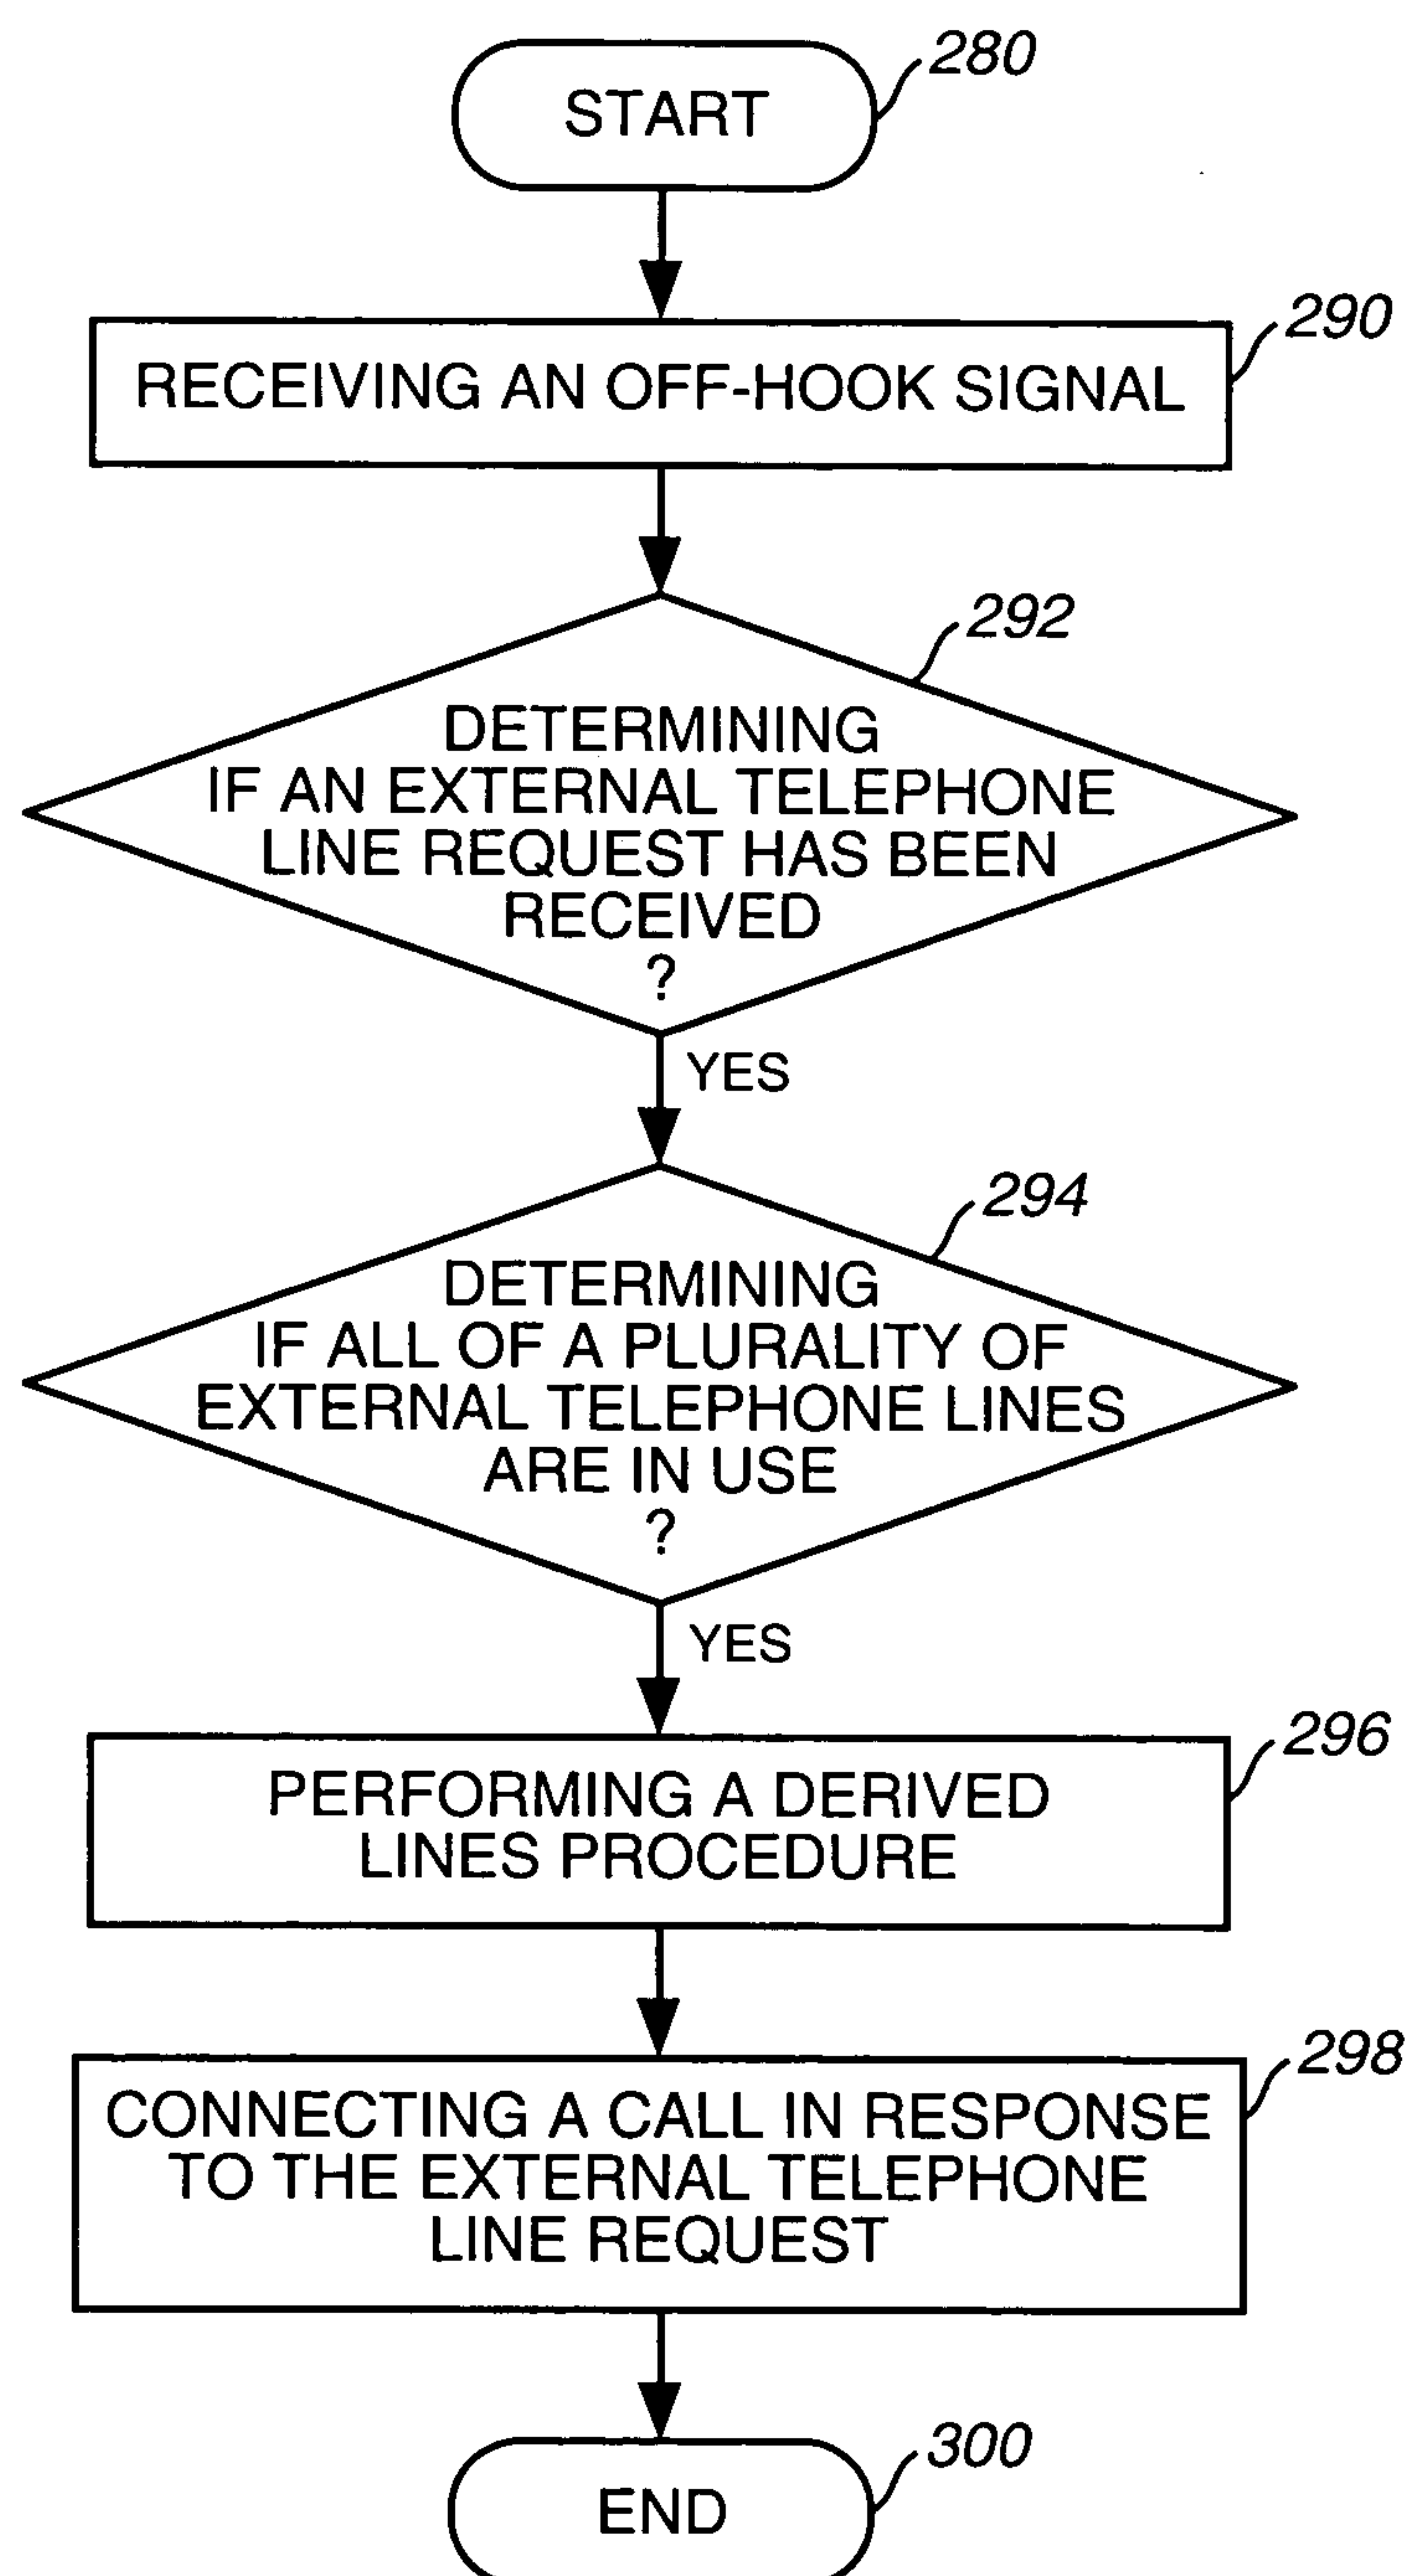 280
START
290
RECEIVING AN OFF-HOOK SIGNAL
292
DETERMINING
IF AN EXTERNAL TELEPHONE
LINE REQUEST HAS BEEN
RECEIVED
?
YES
294
DETERMINING
IF ALL OF A PLURALITY OF
EXTERNAL TELEPHONE LINES
ARE IN USE
?
YES
296
PERFORMING A DERIVED
LINES PROCEDURE
298
CONNECTING A CALL IN RESPONSE
TO THE EXTERNAL TELEPHONE
LINE REQUEST
300
END